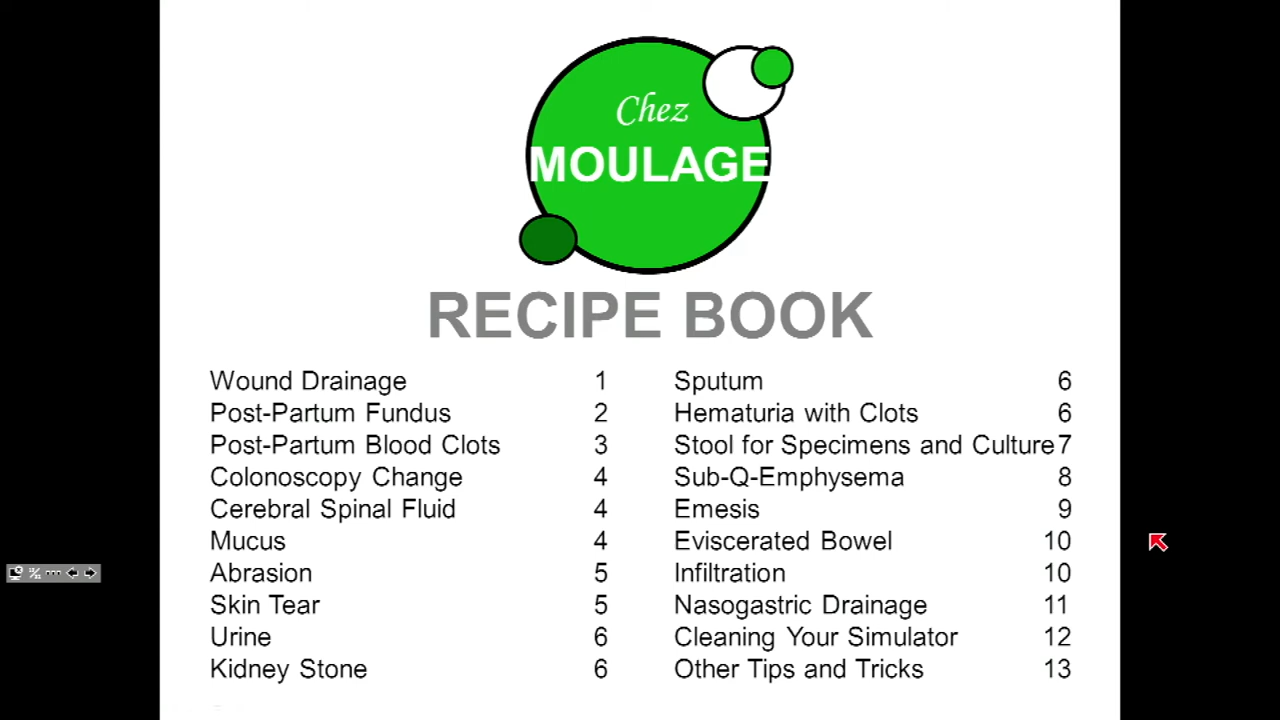 Chez
MOULAGE
RECIPE BOOK
Wound Drainage 1
Post-Partum Fundus 2
Post-Partum Blood Clots 3
Colonoscopy Change 4
Cerebral Spinal Fluid 4
Mucus 4
Abrasion 5
Skin Tear 5
Urine 6
Kidney Stone 6
Sputum 6
Hematuria with Clots 6
Stool for Specimens and Culture 7
Sub-Q-Emphysema 8
Emesis 9
Eviscerated Bowel 10
Infiltration 10
Nasogastric Drainage 11
Cleaning Your Simulator 12
Other Tips and Tricks 13